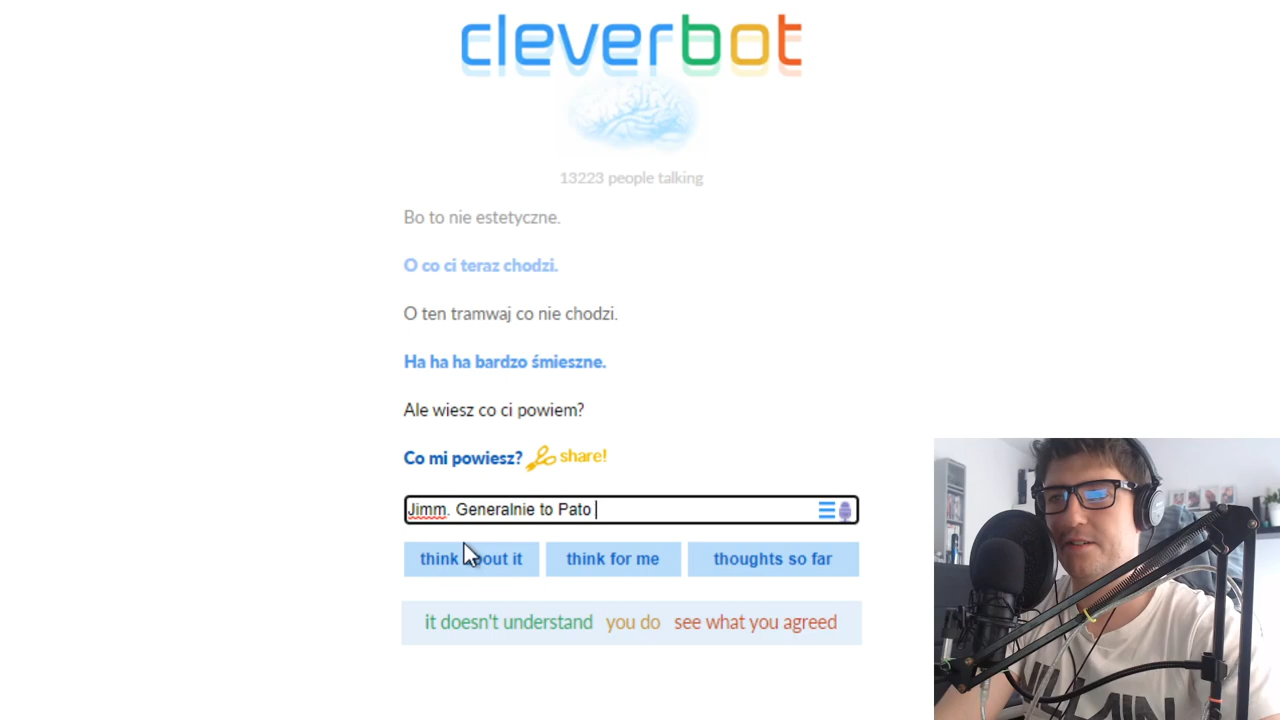 cleverbot
13223 people talking
Bo to nie estetyczne.
O co ci teraz chodzi.
O ten tramwaj co nie chodzi.
Ha ha ha bardzo śmieszne.
Ale wiesz co ci powiem?
Co mi powiesz? share!
Jimm. Generalnie to Pato
think about it think for me thoughts so far
it doesn't understand you do see what you agreed
VILLAIN